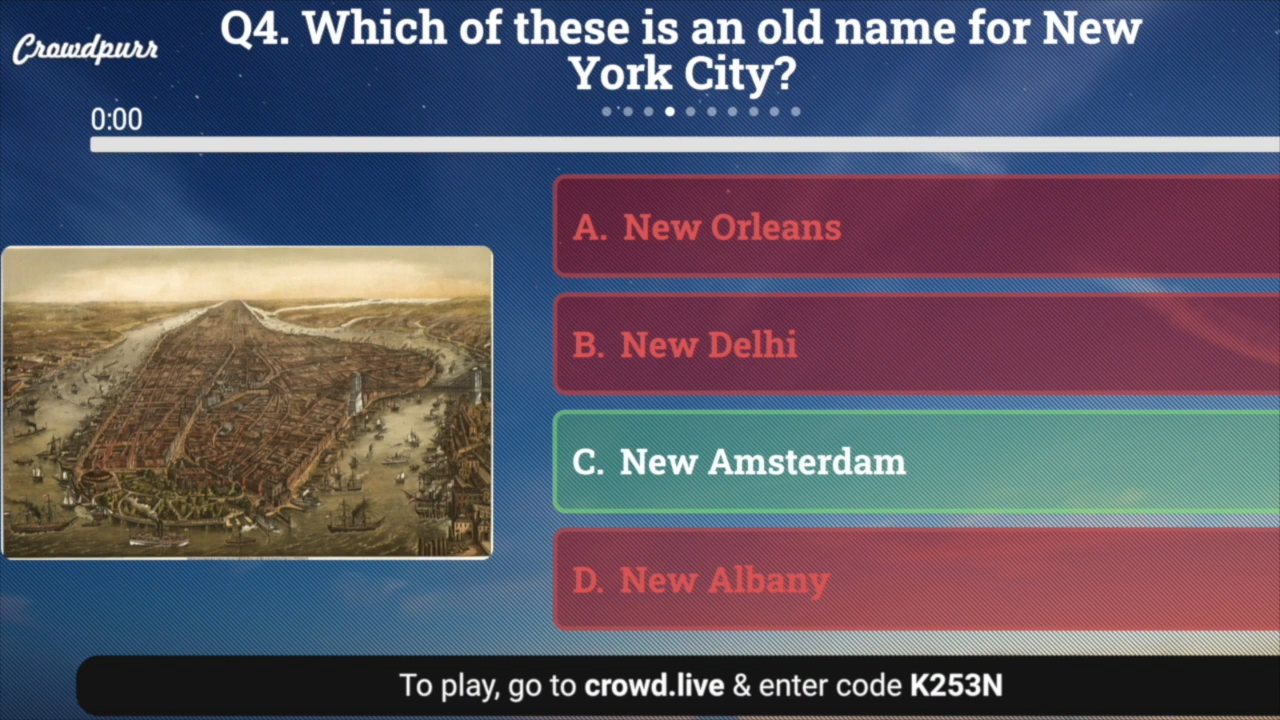 Crowdpurr
Q4. Which of these is an old name for New
York City?
0:00
A. New Orleans
B. New Delhi
C. New Amsterdam
D. New Albany
To play, go to crowd.live & enter code K253N